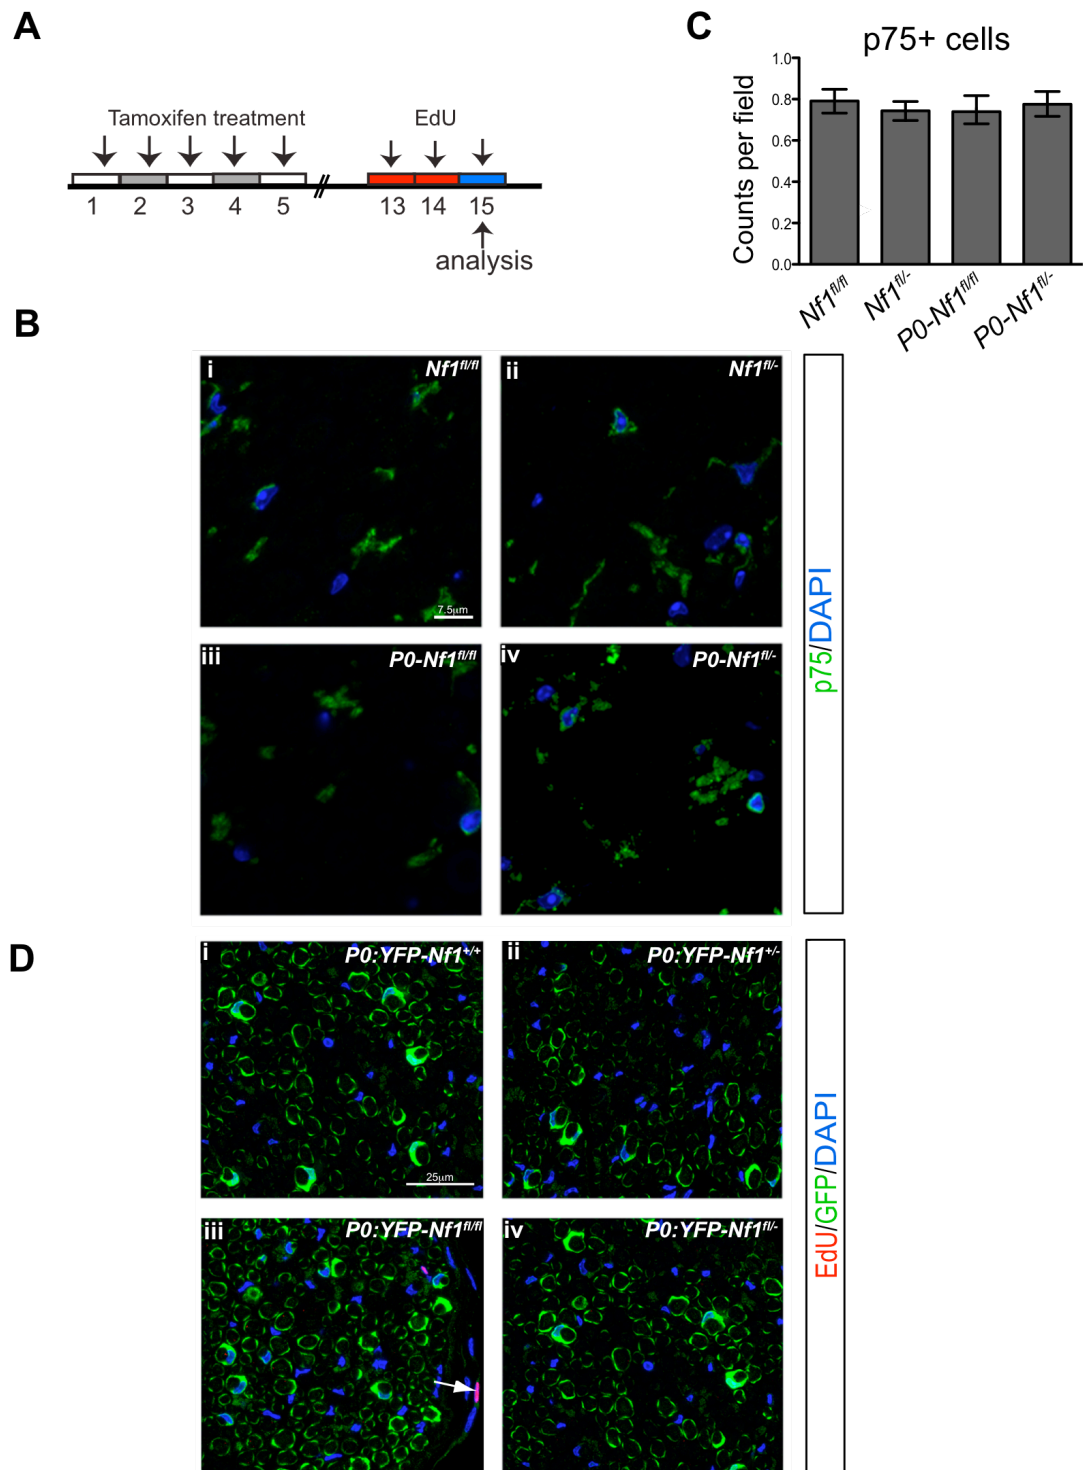 A
Tamoxifen treatment
EdU
1 2 3 4 5 13 14 15
analysis
C
p75+ cells
Counts per field
1.0
0.8
0.6
0.4
0.2
0.0
Nf1fl/fl
Nf1fl/-
P0-Nf1fl/fl
P0-Nf1fl/-
B
i
Nf1fl/fl
7.5μm
ii
Nf1fl/-
iii
P0-Nf1fl/fl
iv
P0-Nf1fl/-
p75/DAPI
D
i
P0:YFP-Nf1+/+
25μm
ii
P0:YFP-Nf1+/-
iii
P0:YFP-Nf1fl/fl
iv
P0:YFP-Nf1fl/-
EdU/GFP/DAPI